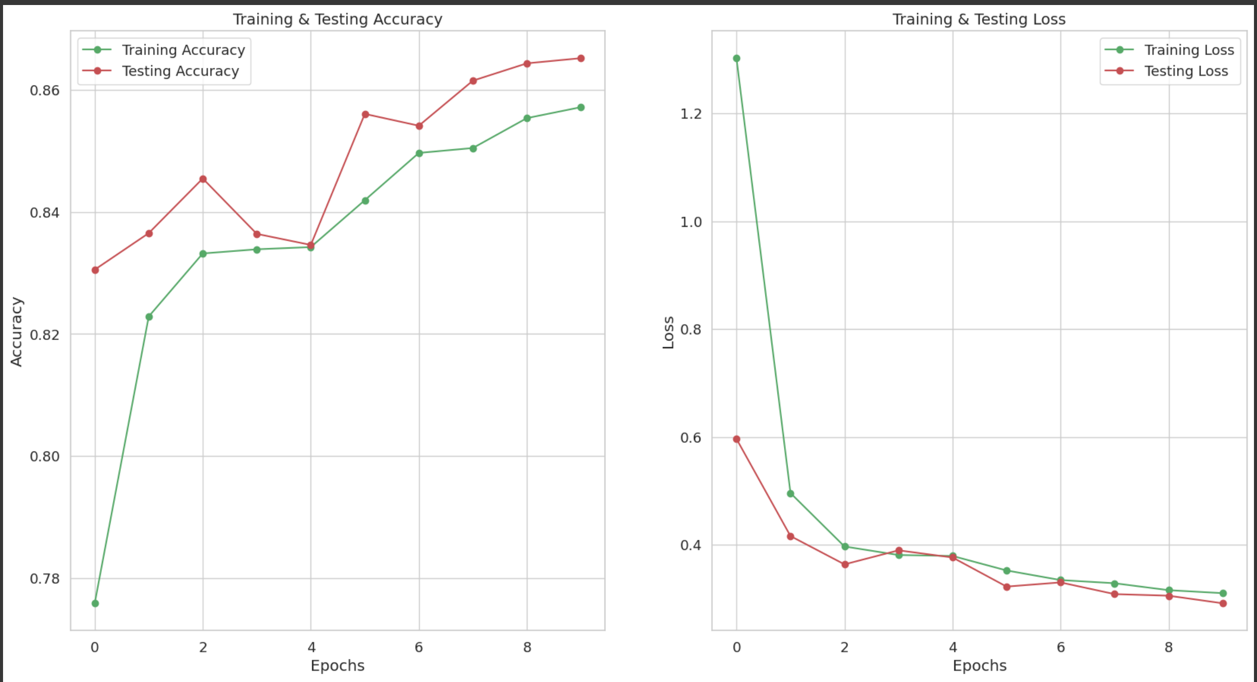 Training & Testing Accuracy
Training Accuracy
Testing Accuracy
0.86
0.84
0.82
0.80
0.78
Accuracy
0 2 4 6 8
Epochs
Training & Testing Loss
Training Loss
Testing Loss
1.2
1.0
0.8
0.6
0.4
Loss
0 2 4 6 8
Epochs